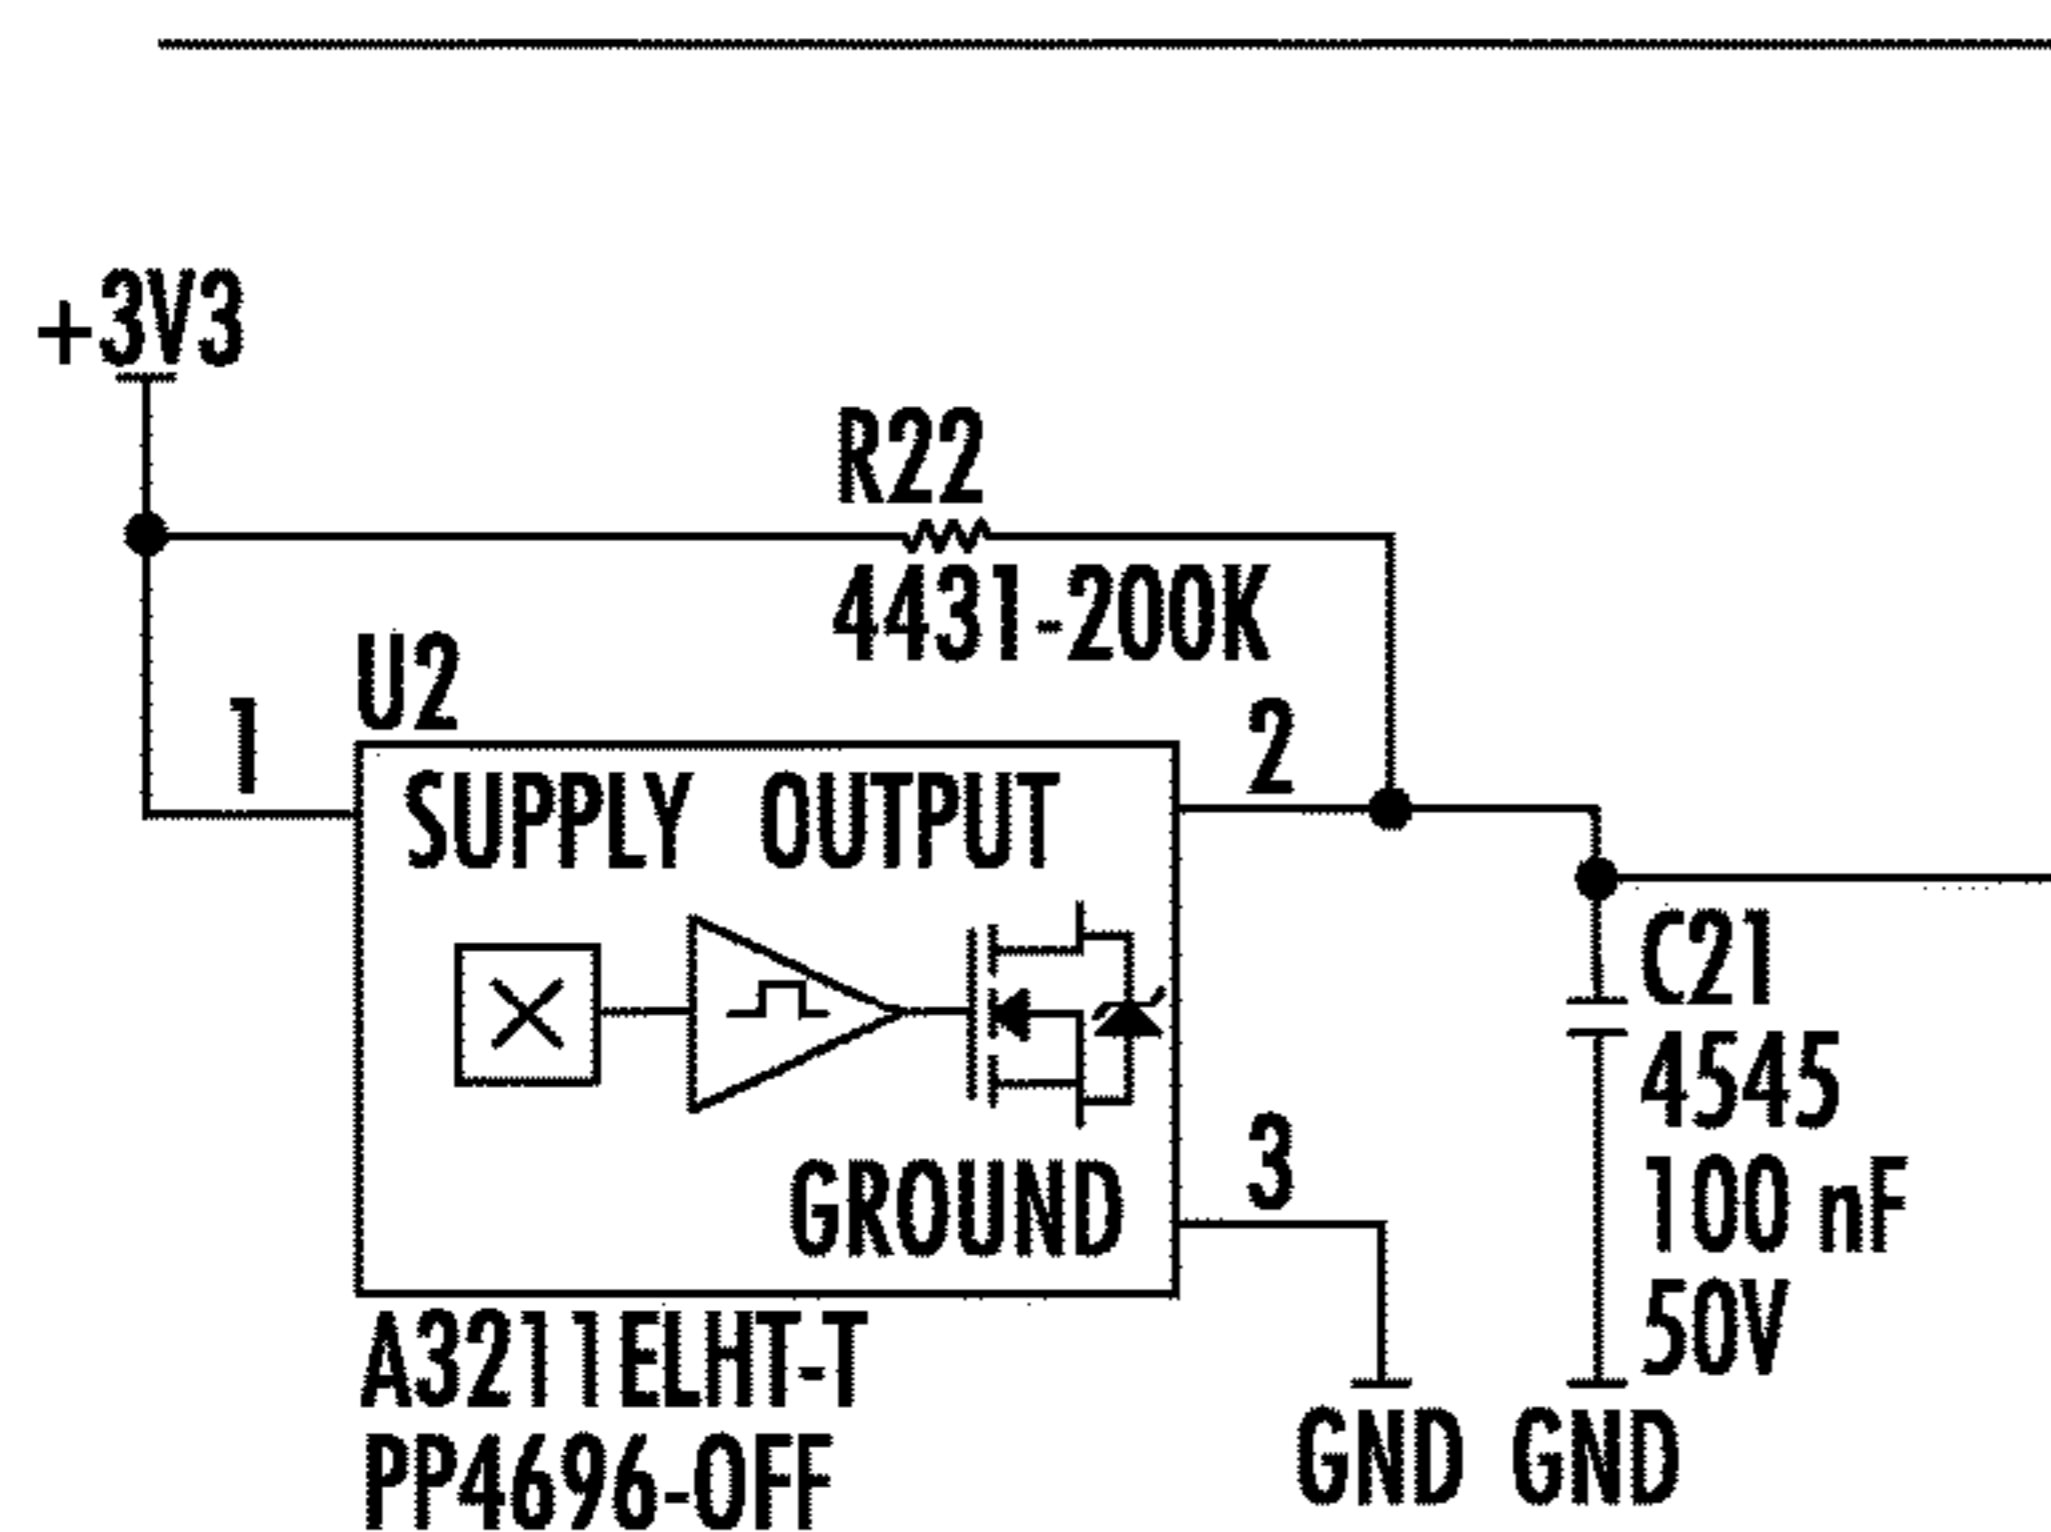 +3V3
R22
4431-200K
U2
1
2
SUPPLY OUTPUT
C21
4545
100 nF
50V
3
GROUND
A3211ELHT-T
PP4696-OFF
GND GND